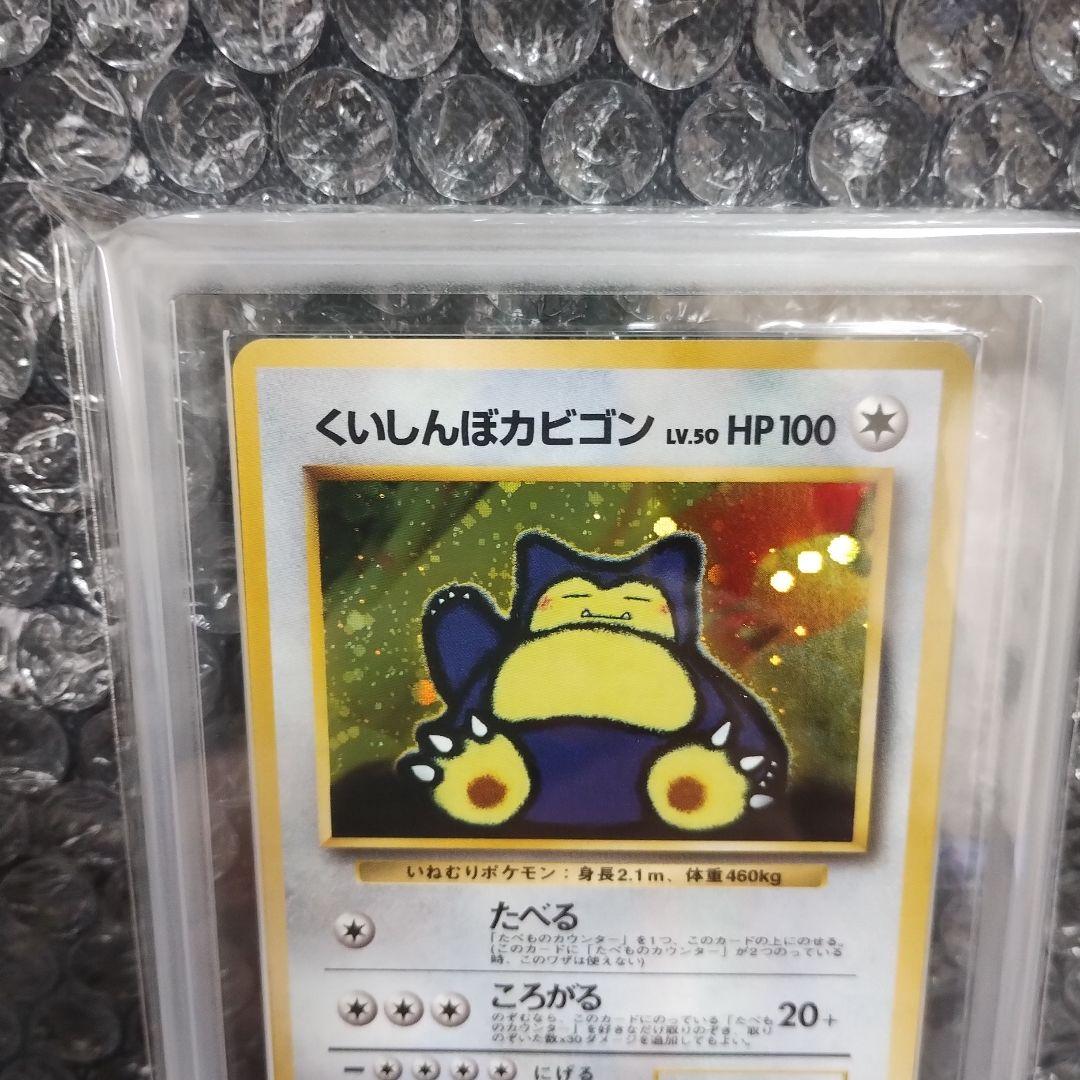 くいしんぼカビゴン LV.50 HP100
いねむりポケモン：身長2.1m、体重460kg
たべる
「たべものカウンター」を1つ、このカードの上にのせる。
(このカードに「たべものカウンター」が2つのっている
時、このワザは使えない)
ころがる 20+
のぞむなら、このカードにのっている「たべも
のカウンター」を好きなだけ取りのぞき、取り
のぞいた数x30ダメージを追加してもよい。
ー にげる